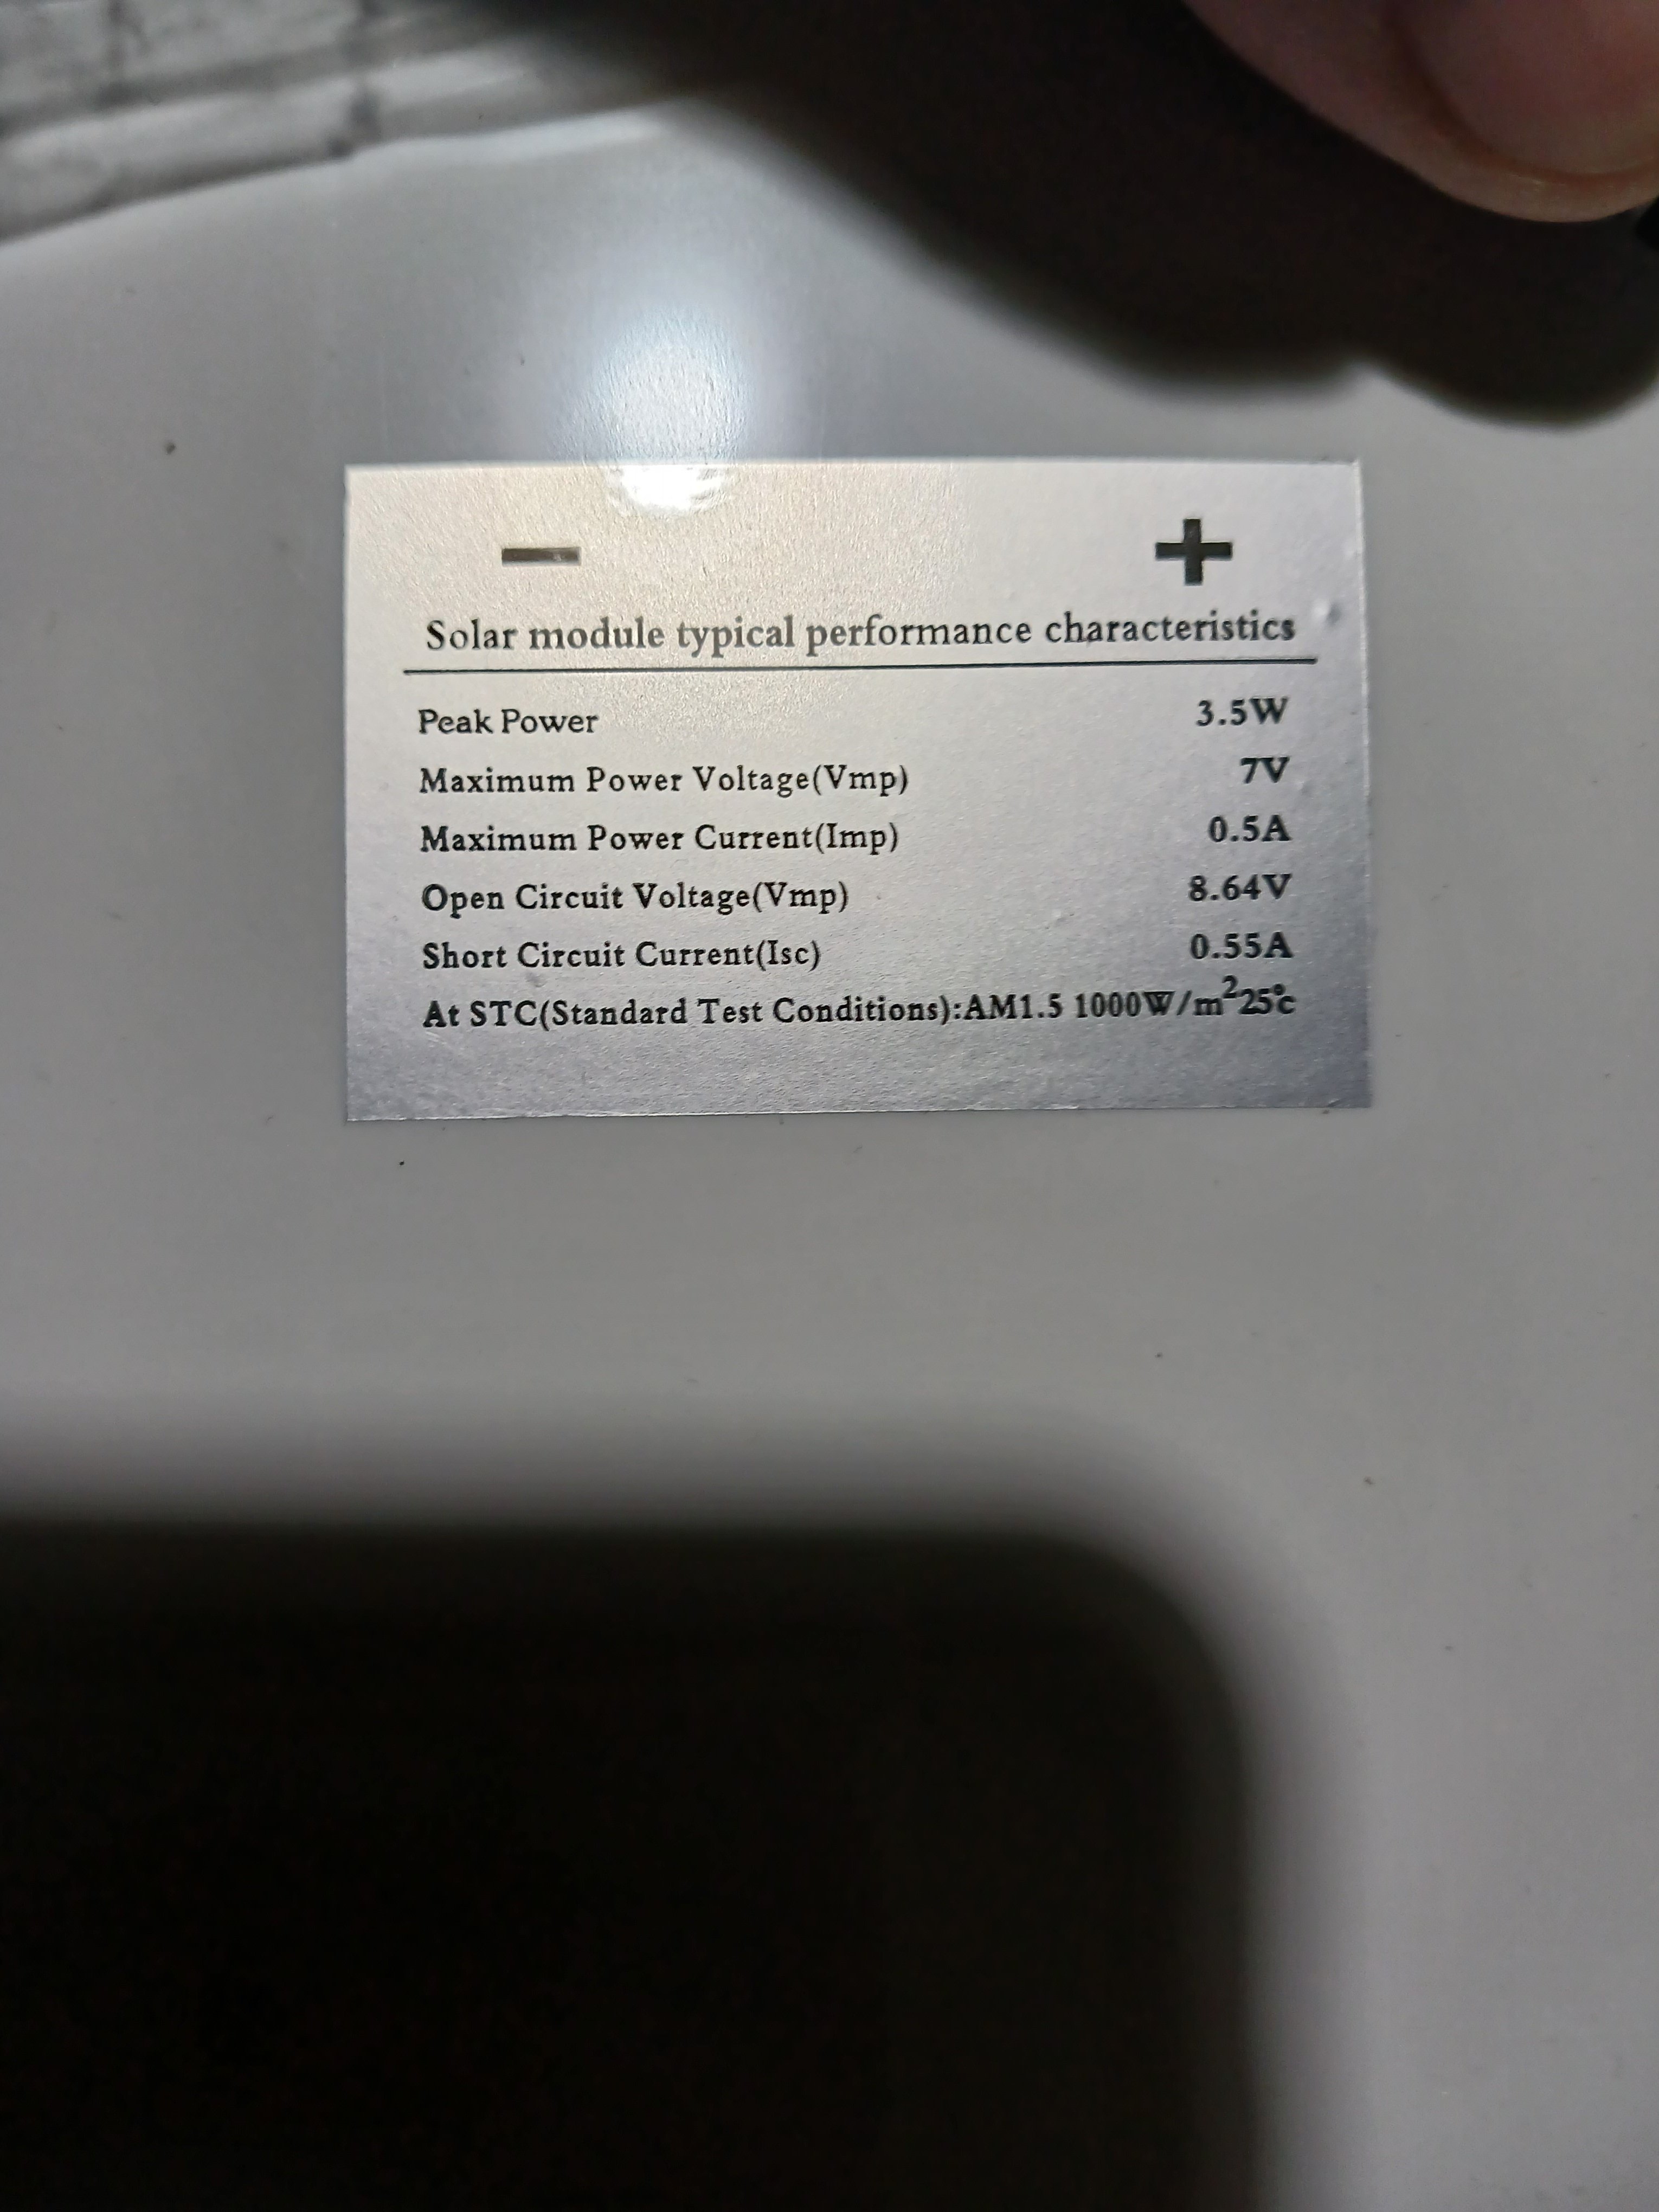 − +
Solar module typical performance characteristics
Peak Power 3.5W
Maximum Power Voltage(Vmp) 7V
Maximum Power Current(Imp) 0.5A
Open Circuit Voltage(Vmp) 8.64V
Short Circuit Current(Isc) 0.55A
At STC(Standard Test Conditions):AM1.5 1000W/m²25℃